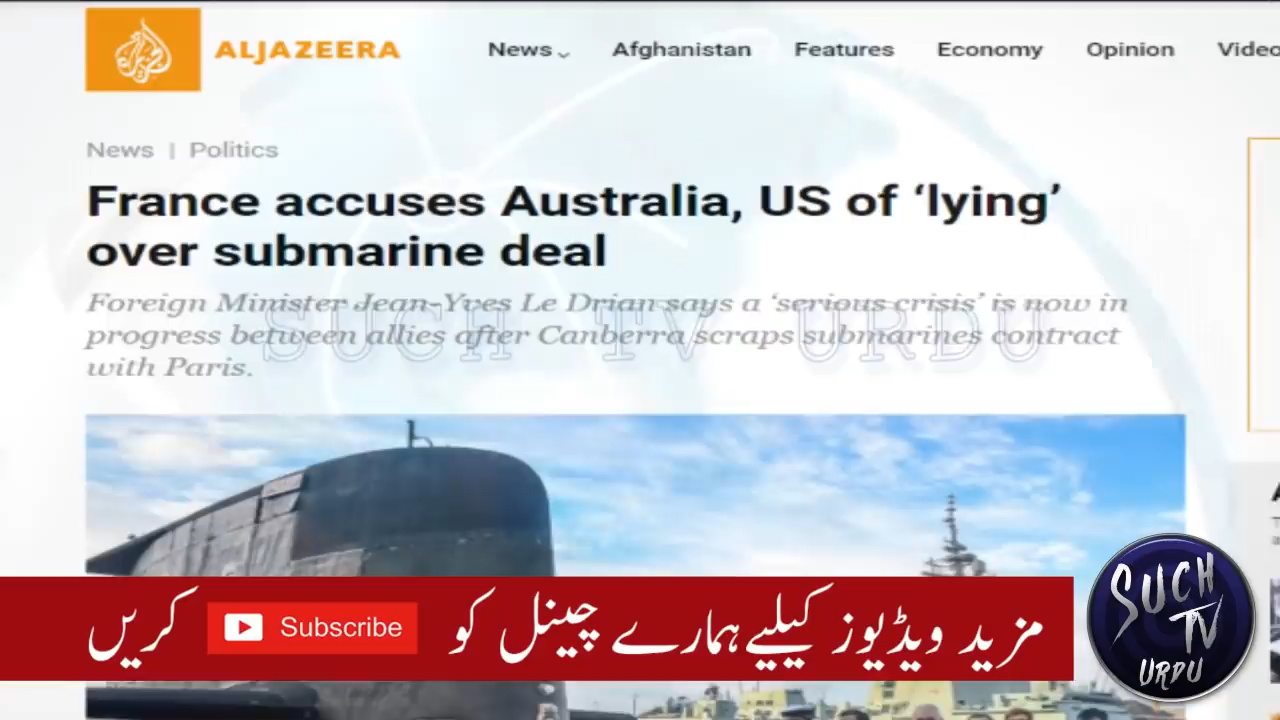 ALJAZEERA
News Afghanistan Features Economy Opinion Video
News | Politics
France accuses Australia, US of ‘lying’
over submarine deal
Foreign Minister Jean-Yves Le Drian says a ‘serious crisis’ is now in
progress between allies after Canberra scraps submarines contract
with Paris.
SUCH TV URDU
مزید ویڈیوز کیلیے ہمارے چینل کو Subscribe کریں
SUCH
TV
URDU